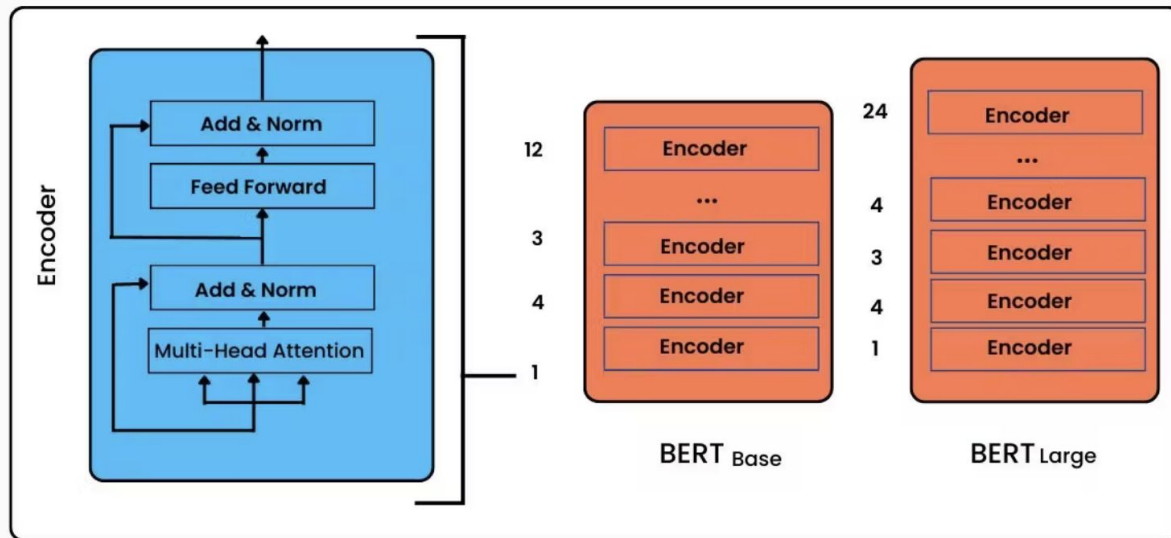 Encoder
Add & Norm
Feed Forward
Add & Norm
Multi-Head Attention
12 Encoder
...
3 Encoder
4 Encoder
1 Encoder
BERT Base
24 Encoder
...
4 Encoder
3 Encoder
4 Encoder
1 Encoder
BERT Large